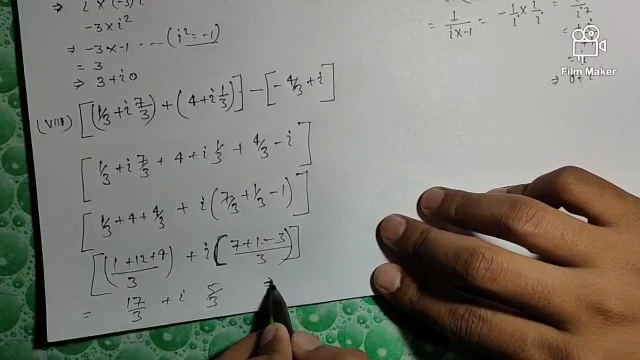 ⇒ i × (-3) i
-3 × i²
⇒ -3 × -1 --- (i² = -1)
= 3
⇒ 3 + i0
= 1/(i × -1) = -1/i × i/i =
Film Maker
(VIII) [(1/3 + i 7/3) + (4 + i 1/3)] - [-4/3 + i]
[1/3 + i 7/3 + 4 + i 1/3 + 4/3 - i]
[1/3 + 4 + 4/3 + i (7/3 + 1/3 - 1)]
[(1 + 12 + 4)/3 + i [(7 + 1 - 3)/3]]
= 17/3 + i 5/3 ⇒